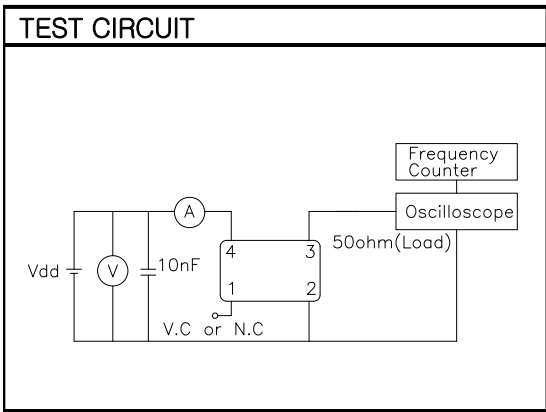 TEST CIRCUIT
Frequency
Counter
Oscilloscope
A
50ohm(Load)
4
3
Vdd
V
10nF
1
2
V.C or N.C